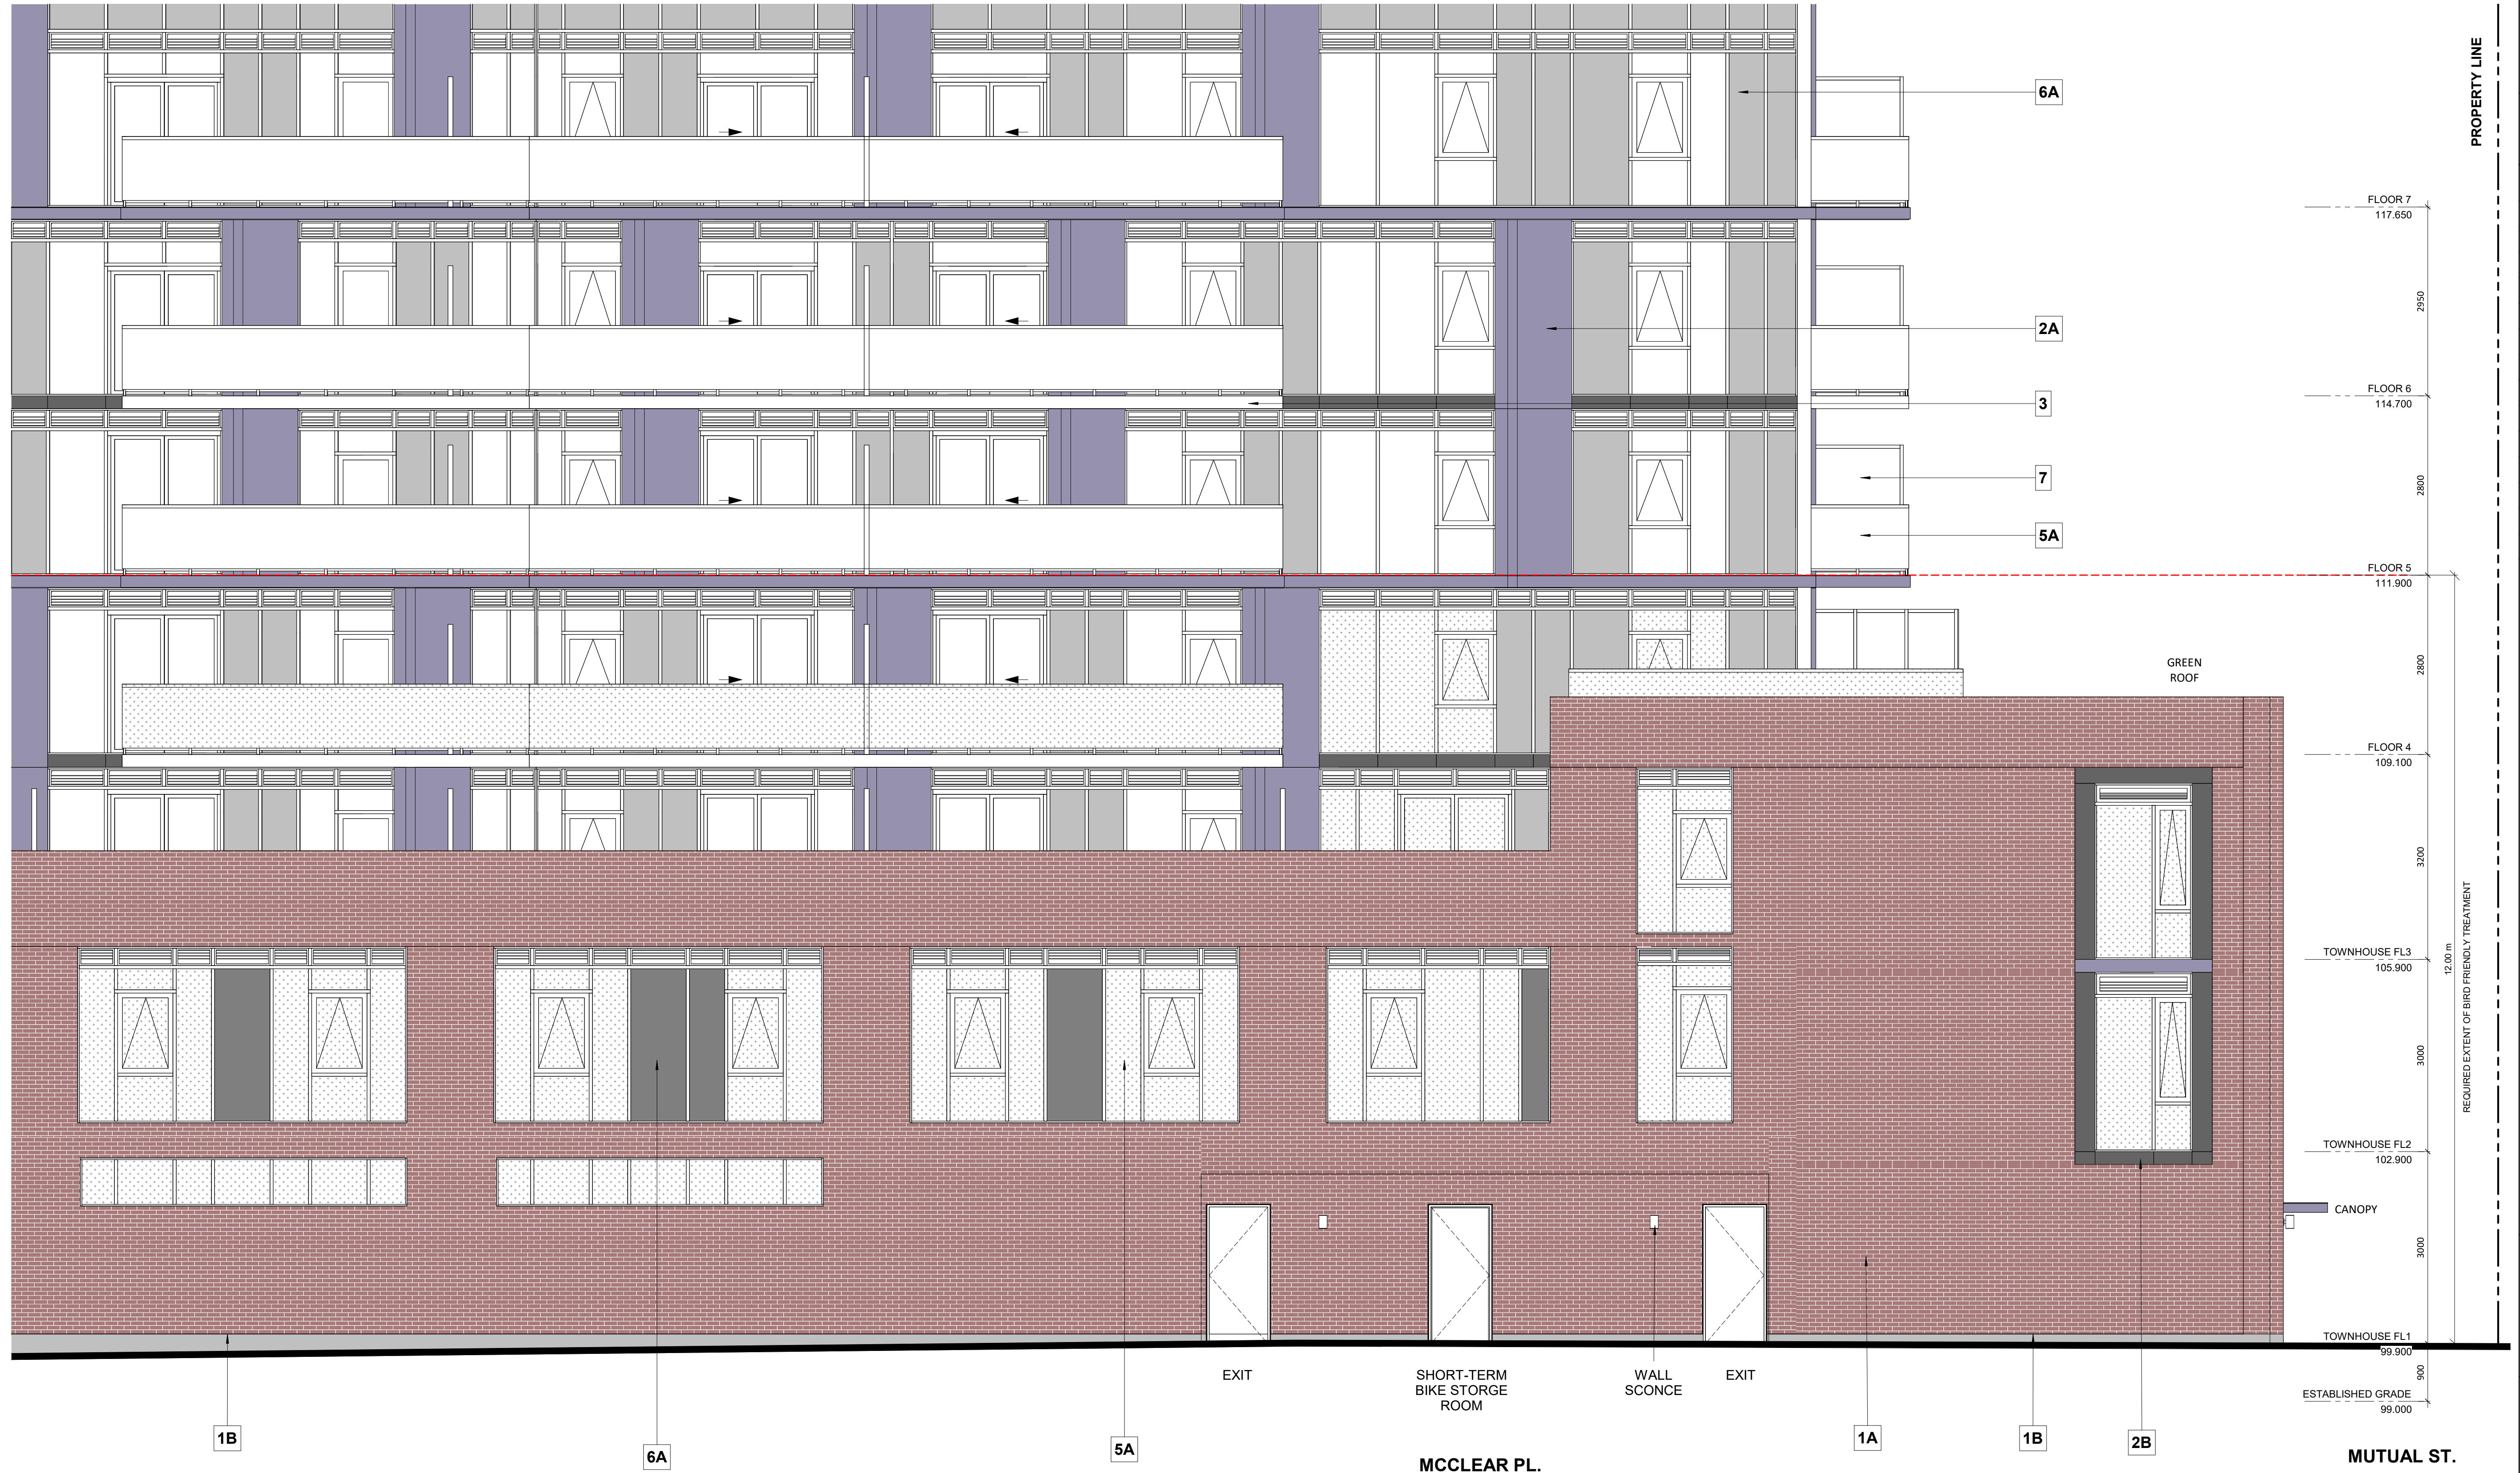 PROPERTY LINE
6A
FLOOR 7
117.650
2950
2A
FLOOR 6
114.700
3
2800
7
5A
FLOOR 5
111.900
2800
GREEN
ROOF
FLOOR 4
109.100
3200
REQUIRED EXTENT OF BIRD FRIENDLY TREATMENT
12.00 m
TOWNHOUSE FL3
105.900
3000
TOWNHOUSE FL2
102.900
CANOPY
3000
TOWNHOUSE FL1
99.900
900
ESTABLISHED GRADE
99.000
EXIT
SHORT-TERM
BIKE STORGE
ROOM
WALL
SCONCE
EXIT
1B
6A
5A
1A
1B
2B
MCCLEAR PL.
MUTUAL ST.